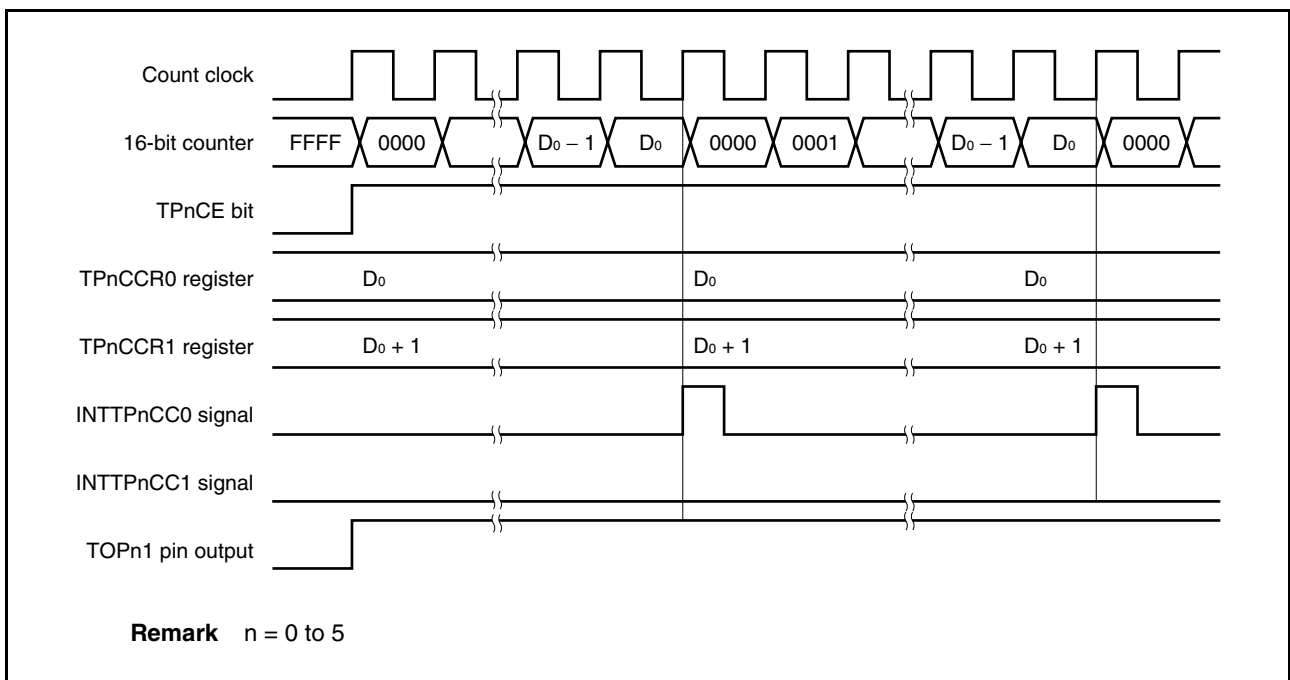 Count clock
16-bit counter FFFF 0000 D0 – 1 D0 0000 0001 D0 – 1 D0 0000
TPnCE bit
TPnCCR0 register D0 D0 D0
TPnCCR1 register D0 + 1 D0 + 1 D0 + 1
INTTPnCC0 signal
INTTPnCC1 signal
TOPn1 pin output
Remark n = 0 to 5